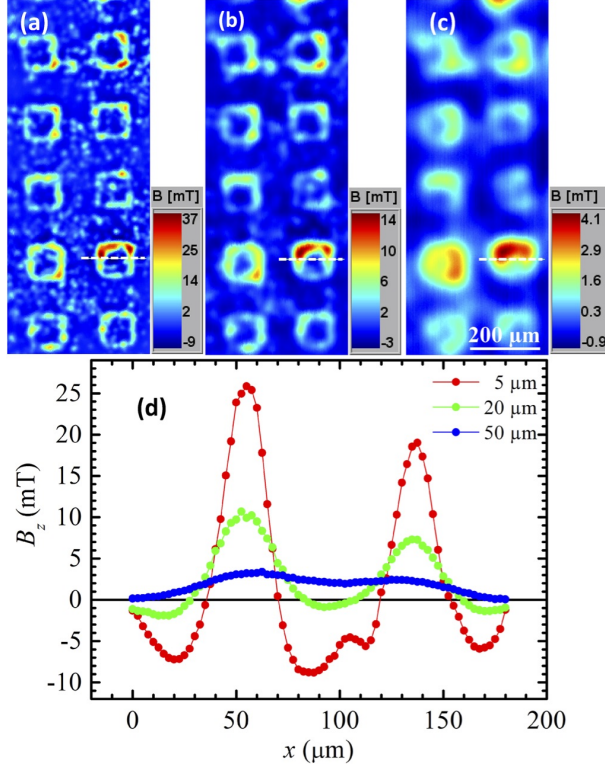 (a)
(b)
(c)
B [mT]
37
25
14
2
-9
B [mT]
14
10
6
2
-3
B [mT]
4.1
2.9
1.6
0.3
-0.9
200 µm
(d)
5 µm
20 µm
50 µm
25
20
15
10
5
0
-5
-10
B_z (mT)
0 50 100 150 200
x (µm)